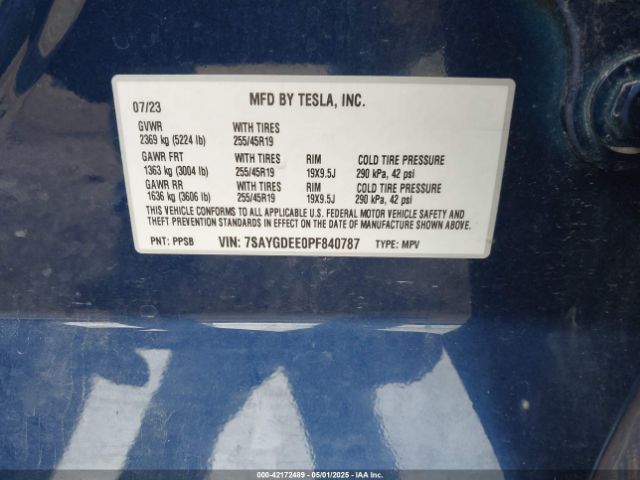 07/23 MFD BY TESLA, INC.
GVWR WITH TIRES
2369 kg (5224 lb) 255/45R19
GAWR FRT WITH TIRES RIM COLD TIRE PRESSURE
1363 kg (3004 lb) 255/45R19 19X9.5J 290 kPa, 42 psi
GAWR RR WITH TIRES RIM COLD TIRE PRESSURE
1636 kg (3606 lb) 255/45R19 19X9.5J 290 kPa, 42 psi
THIS VEHICLE CONFORMS TO ALL APPLICABLE U.S. FEDERAL MOTOR VEHICLE SAFETY AND
THEFT PREVENTION STANDARDS IN EFFECT ON THE DATE OF MANUFACTURE SHOWN ABOVE.
PNT: PPSB VIN: 7SAYGDEE0PF840787 TYPE: MPV
000-42172489 - 05/01/2025 - IAA Inc.